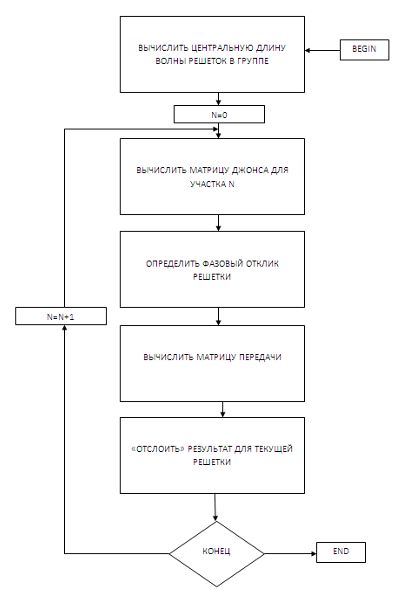 ВЫЧИСЛИТЬ ЦЕНТРАЛЬНУЮ ДЛИНУ
ВОЛНЫ РЕШЕТОК В ГРУППЕ
BEGIN
N=0
ВЫЧИСЛИТЬ МАТРИЦУ ДЖОНСА ДЛЯ
УЧАСТКА N
ОПРЕДЕЛИТЬ ФАЗОВЫЙ ОТКЛИК
РЕШЕТКИ
N=N+1
ВЫЧИСЛИТЬ МАТРИЦУ ПЕРЕДАЧИ
«ОТСЛОИТЬ» РЕЗУЛЬТАТ ДЛЯ ТЕКУЩЕЙ
РЕШЕТКИ
КОНЕЦ
END